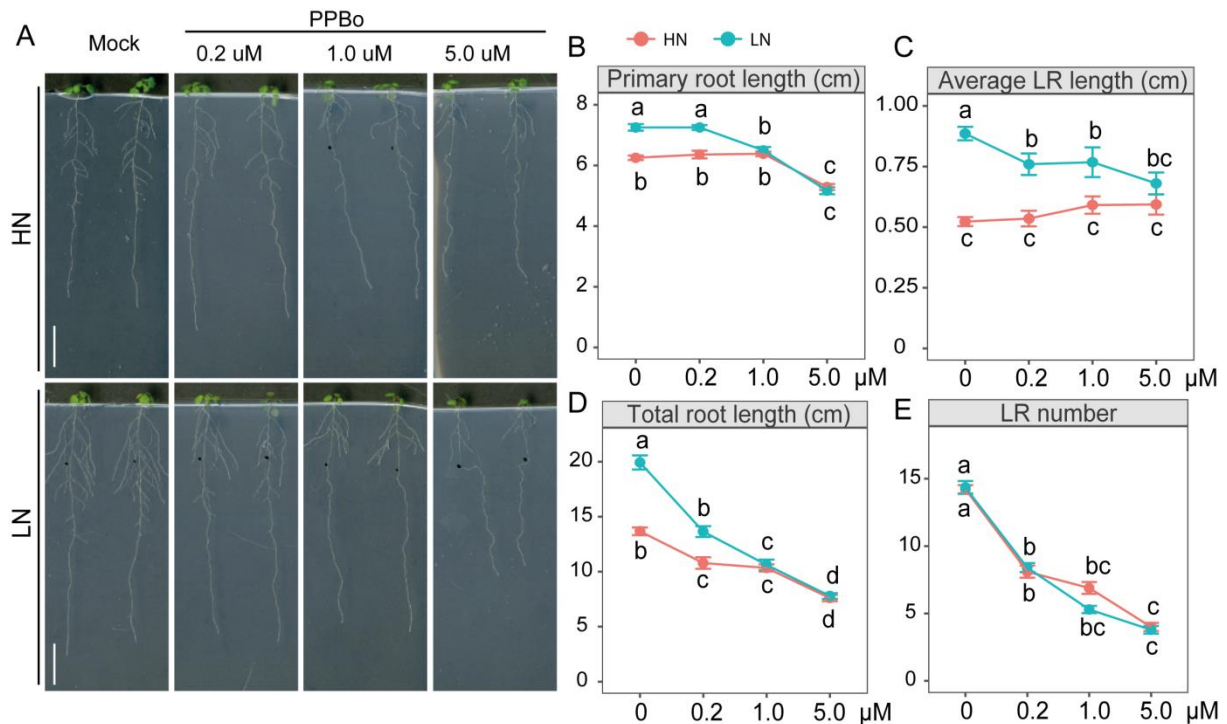 A
PPBo
Mock
0.2 uM
1.0 uM
5.0 uM
HN
LN
HN
LN
B
Primary root length (cm)
8
6
4
2
0
a
a
b
c
b
b
b
c
0
0.2
1.0
5.0
μM
C
Average LR length (cm)
1.00
0.75
0.50
0.25
0
a
b
b
bc
c
c
c
c
0
0.2
1.0
5.0
μM
D
Total root length (cm)
20
15
10
5
0
a
b
c
d
b
c
c
d
0
0.2
1.0
5.0
E
LR number
15
10
5
0
a
b
bc
c
a
b
bc
c
0
0.2
1.0
5.0
μM